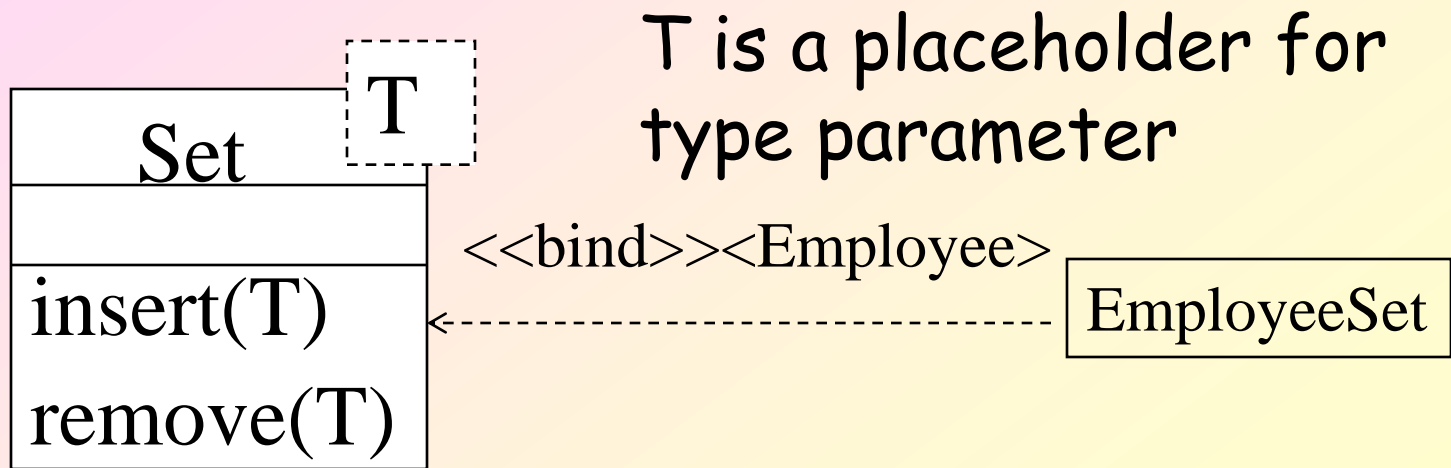 T is a placeholder for
type parameter
T
Set
<<bind>><Employee>
insert(T)
EmployeeSet
remove(T)